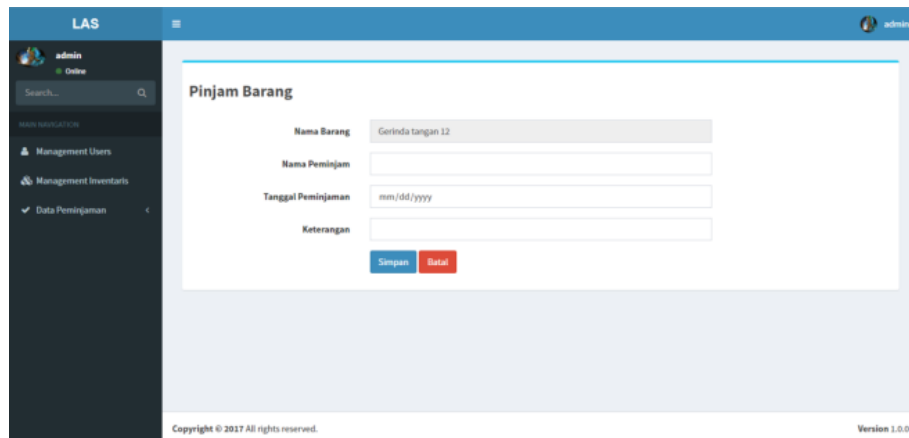 LAS
admin
admin
Online
Search...
MAIN NAVIGATION
Management Users
Management Inventaris
Data Peminjaman
Pinjam Barang
Nama Barang Gerinda tangan 12
Nama Peminjam
Tanggal Peminjaman mm/dd/yyyy
Keterangan
Simpan Batal
Copyright © 2017 All rights reserved. Version 1.0.0